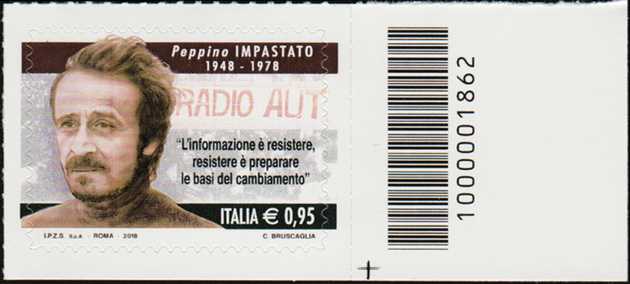 Peppino IMPASTATO
1948 - 1978
RADIO AUT
"L'informazione è resistere,
resistere è preparare
le basi del cambiamento"
ITALIA € 0,95
I.P.Z.S. S.p.A. - ROMA - 2018
C. BRUSCAGLIA
1000001862